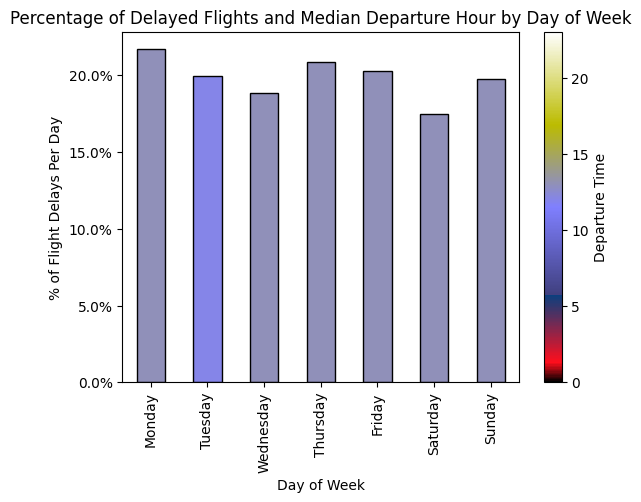 Percentage of Delayed Flights and Median Departure Hour by Day of Week
% of Flight Delays Per Day
20.0%
15.0%
10.0%
5.0%
0.0%
Monday
Tuesday
Wednesday
Thursday
Friday
Saturday
Sunday
Day of Week
20
15
10
5
0
Departure Time